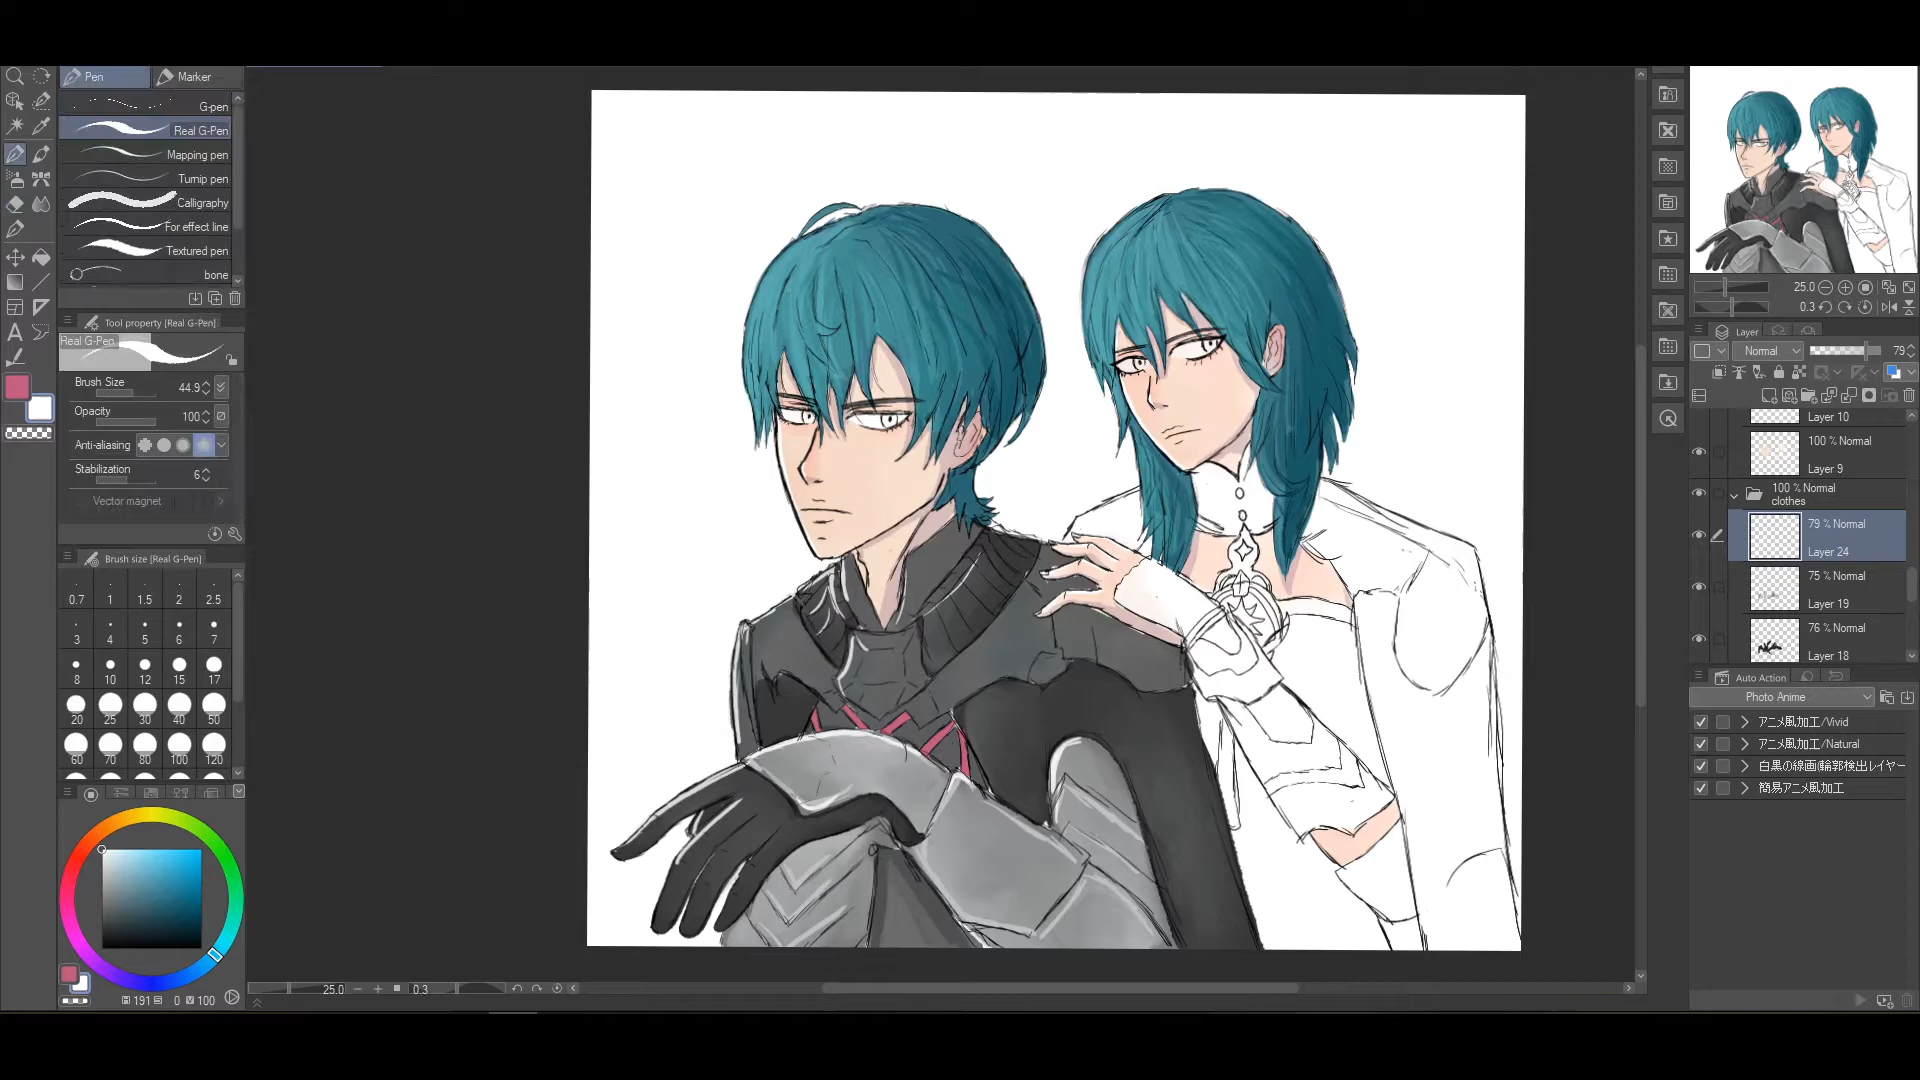 Pen
Marker
G-pen
Real G-Pen
Mapping pen
Turnip pen
Calligraphy
For effect line
Textured pen
bone
Tool property [Real G-Pen]
Real G-Pen
Brush Size 44.9
Opacity 100
Anti-aliasing
Stabilization 6
Vector magnet
Brush size [Real G-Pen]
0.7 1 1.5 2 2.5
3 4 5 6 7
8 10 12 15 17
20 25 30 40 50
60 70 80 100 120
H 191 S 0 V 100
25.0 0.3
25.0
0.3
Layer
Normal 79
Layer 10
100 % Normal
Layer 9
100 % Normal
clothes
79 % Normal
Layer 24
75 % Normal
Layer 19
76 % Normal
Layer 18
Auto Action
Photo Anime
アニメ風加工/Vivid
アニメ風加工/Natural
白黒の線画(輪郭検出レイヤー
簡易アニメ風加工